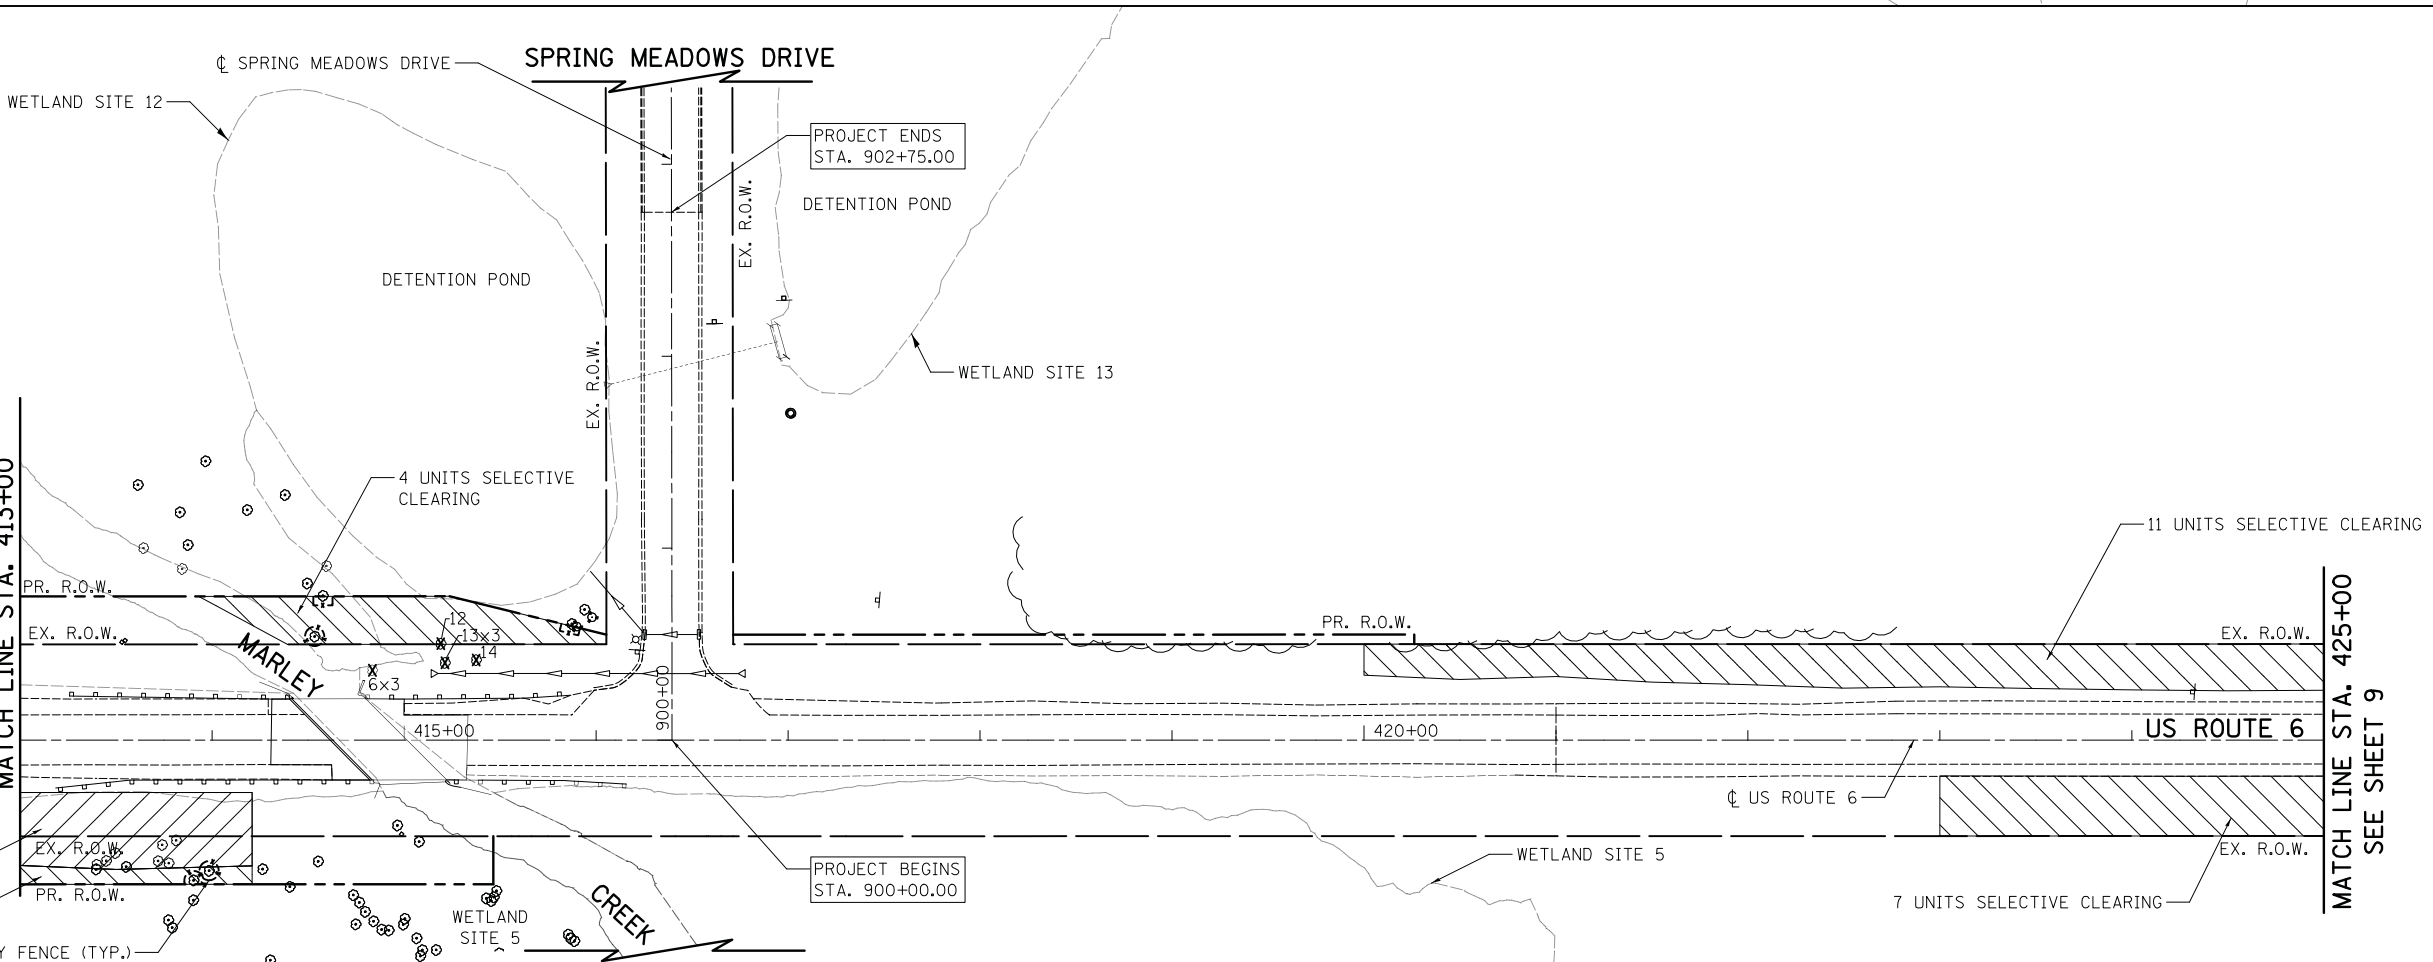 SPRING MEADOWS DRIVE
℄ SPRING MEADOWS DRIVE
WETLAND SITE 12
PROJECT ENDS
STA. 902+75.00
EX. R.O.W.
DETENTION POND
DETENTION POND
EX. R.O.W.
WETLAND SITE 13
MATCH LINE STA. 413+00
4 UNITS SELECTIVE
CLEARING
11 UNITS SELECTIVE CLEARING
PR. R.O.W.
EX. R.O.W.
12
13x3
14
6x3
MARLEY
PR. R.O.W.
EX. R.O.W.
900+00
415+00
420+00
US ROUTE 6
MATCH LINE STA. 425+00
SEE SHEET 9
℄ US ROUTE 6
EX. R.O.W.
PR. R.O.W.
PROJECT BEGINS
STA. 900+00.00
WETLAND SITE 5
EX. R.O.W.
7 UNITS SELECTIVE CLEARING
WETLAND
SITE 5
CREEK
Y FENCE (TYP.)